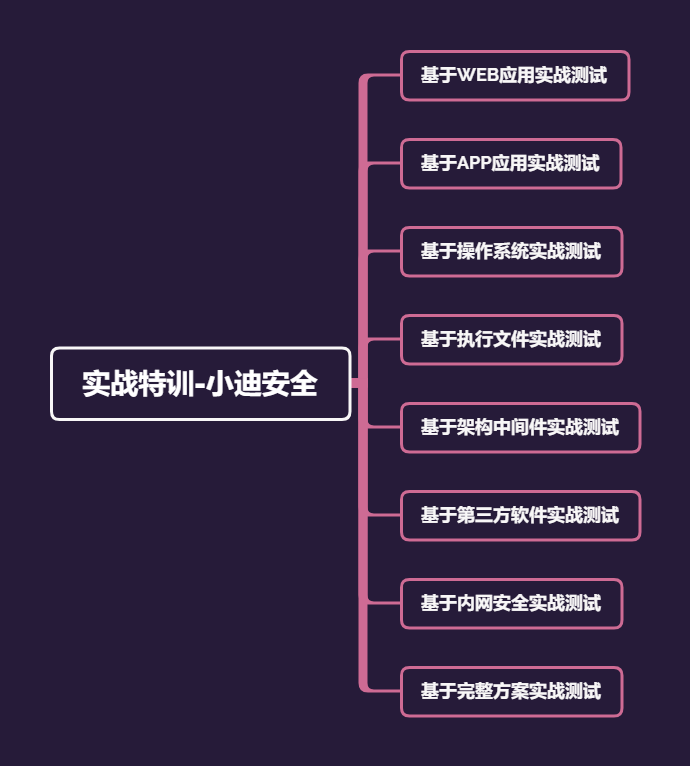 基于WEB应用实战测试
基于APP应用实战测试
基于操作系统实战测试
基于执行文件实战测试
实战特训-小迪安全
基于架构中间件实战测试
基于第三方软件实战测试
基于内网安全实战测试
基于完整方案实战测试